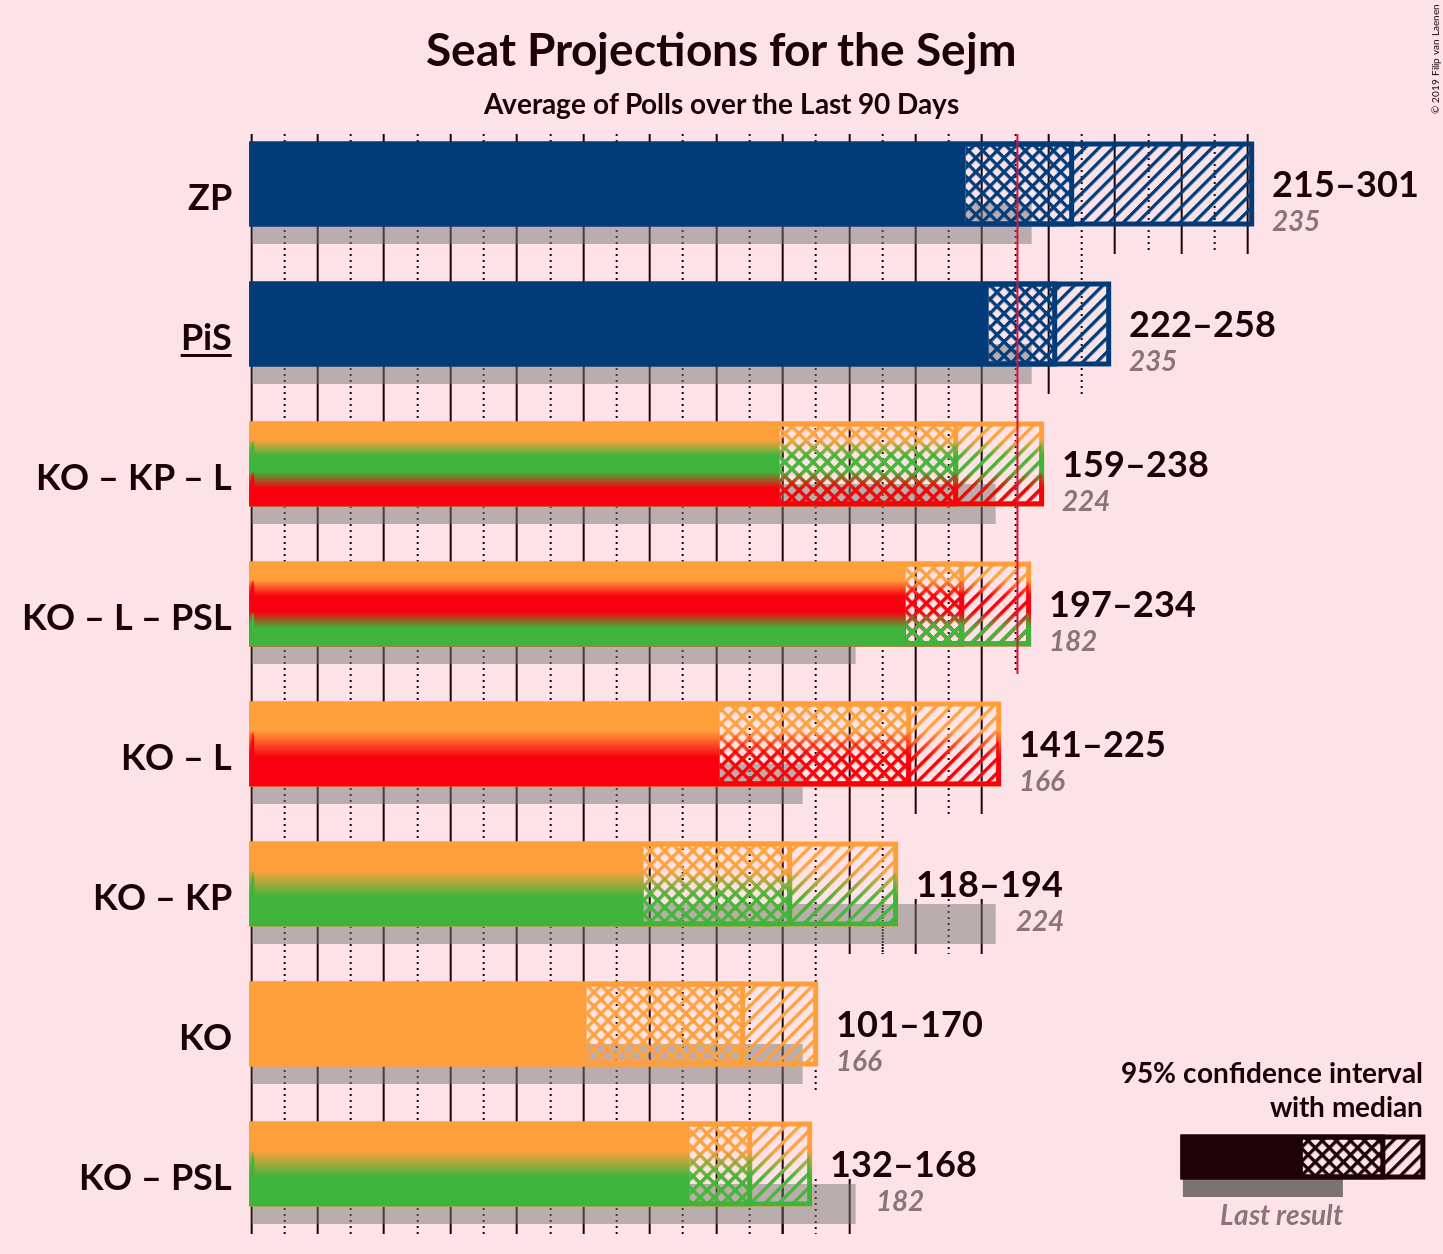 Seat Projections for the Sejm
Average of Polls over the Last 90 Days
© 2019 Filip van Laenen
ZP
215–301
235
PiS
222–258
235
KO – KP – L
159–238
224
KO – L – PSL
197–234
182
KO – L
141–225
166
KO – KP
118–194
224
KO
101–170
166
KO – PSL
132–168
182
95% confidence interval
with median
Last result